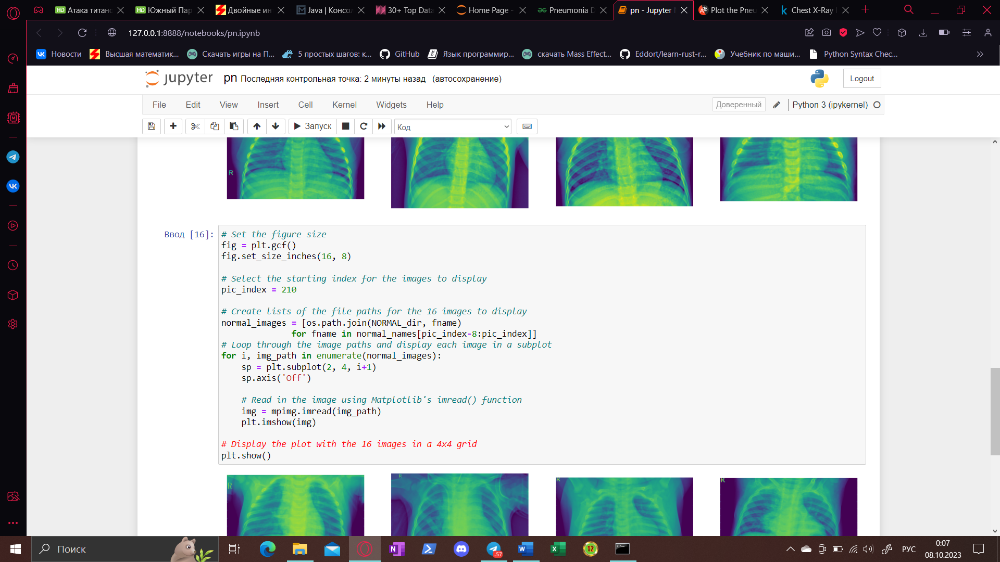 Атака титано
Южный Пар
Двойные ин
Java | Консо
30+ Top Data
Home Page -
Pneumonia D
pn - Jupyter
Plot the Pneu
Chest X-Ray
127.0.0.1:8888/notebooks/pn.ipynb
Новости
Высшая математик...
Скачать игры на П...
5 простых шагов: к...
GitHub
Язык программир...
скачать Mass Effect...
Eddort/learn-rust-r...
Учебник по маши...
Python Syntax Chec...
jupyter pn Последняя контрольная точка: 2 минуты назад (автосохранение)
Logout
File Edit View Insert Cell Kernel Widgets Help
Доверенный
Python 3 (ipykernel)
Запуск
Код
R
Ввод [16]:
# Set the figure size
fig = plt.gcf()
fig.set_size_inches(16, 8)
# Select the starting index for the images to display
pic_index = 210
# Create lists of the file paths for the 16 images to display
normal_images = [os.path.join(NORMAL_dir, fname)
for fname in normal_names[pic_index-8:pic_index]]
# Loop through the image paths and display each image in a subplot
for i, img_path in enumerate(normal_images):
sp = plt.subplot(2, 4, i+1)
sp.axis('Off')
# Read in the image using Matplotlib's imread() function
img = mpimg.imread(img_path)
plt.imshow(img)
# Display the plot with the 16 images in a 4x4 grid
plt.show()
R
R
R
R
Поиск
..57
12
РУС
0:07
08.10.2023